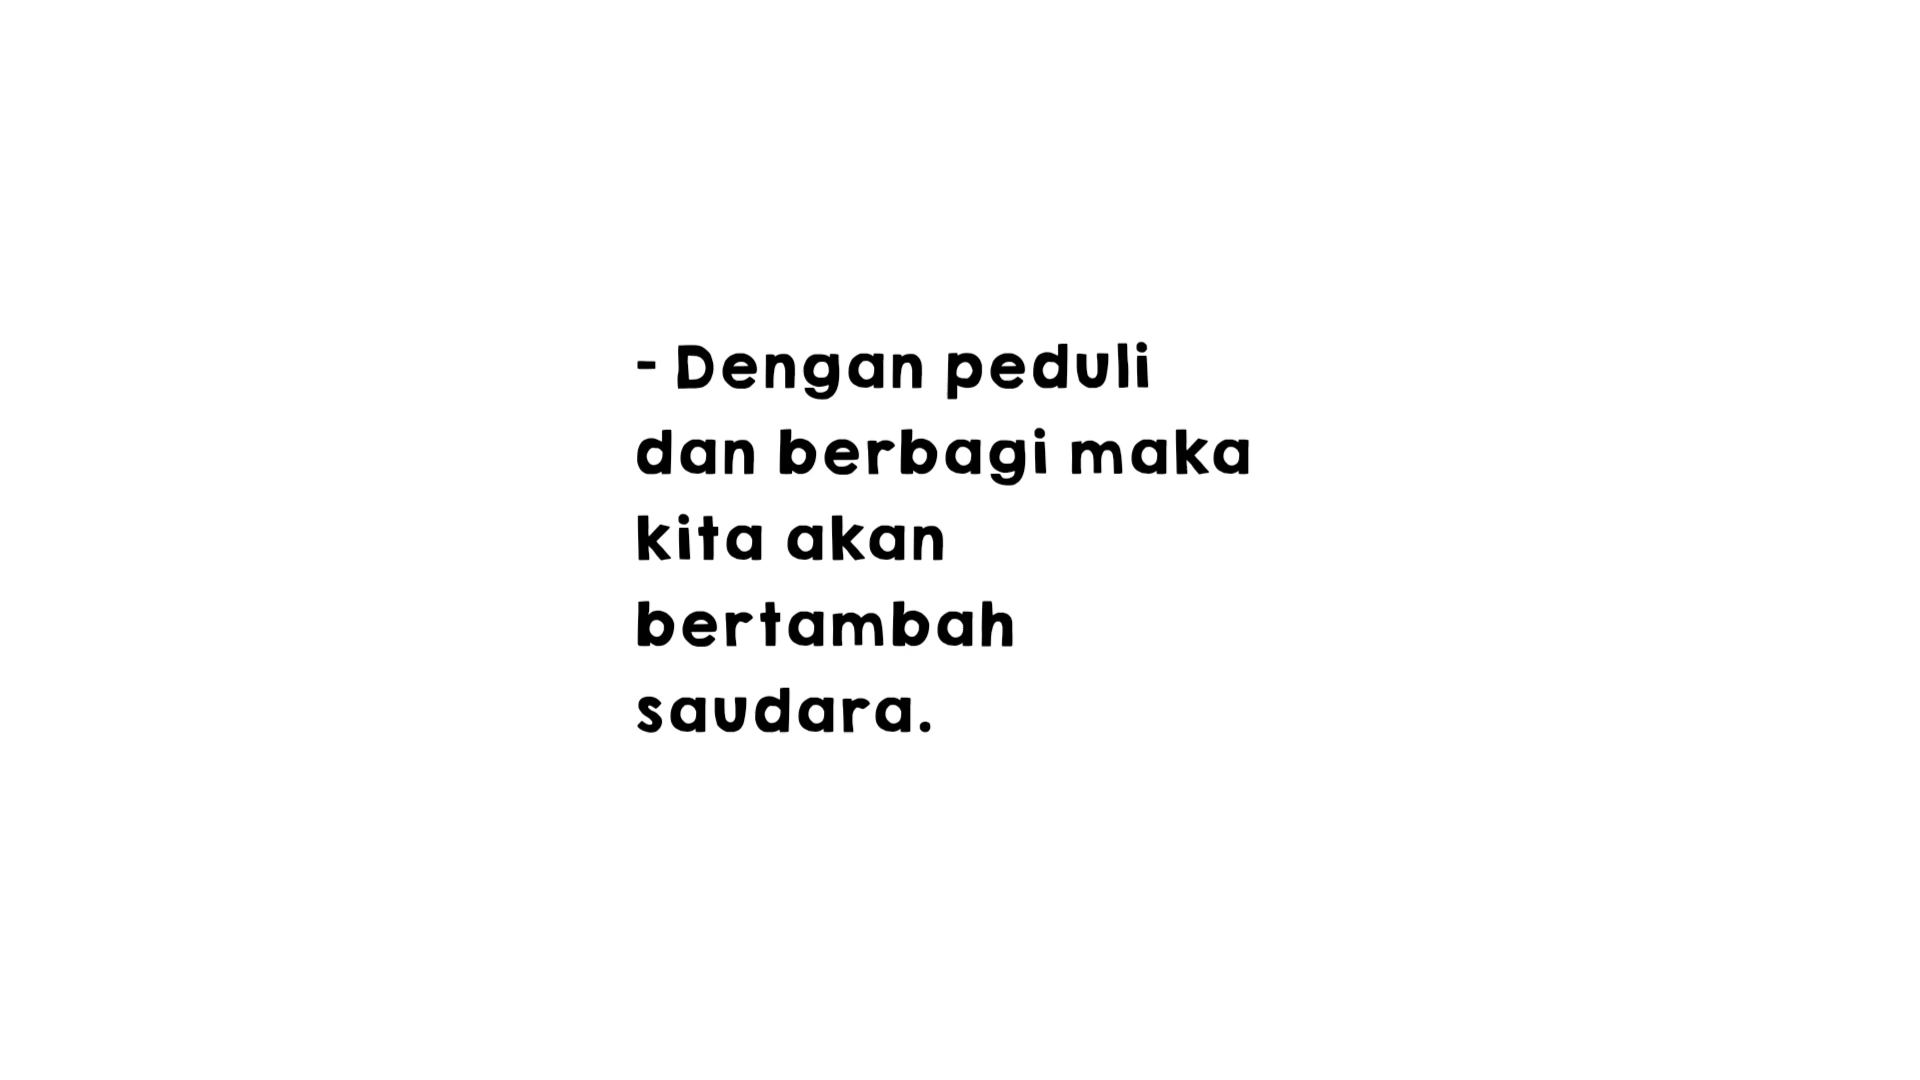 - Dengan peduli
dan berbagi maka
kita akan
bertambah
saudara.